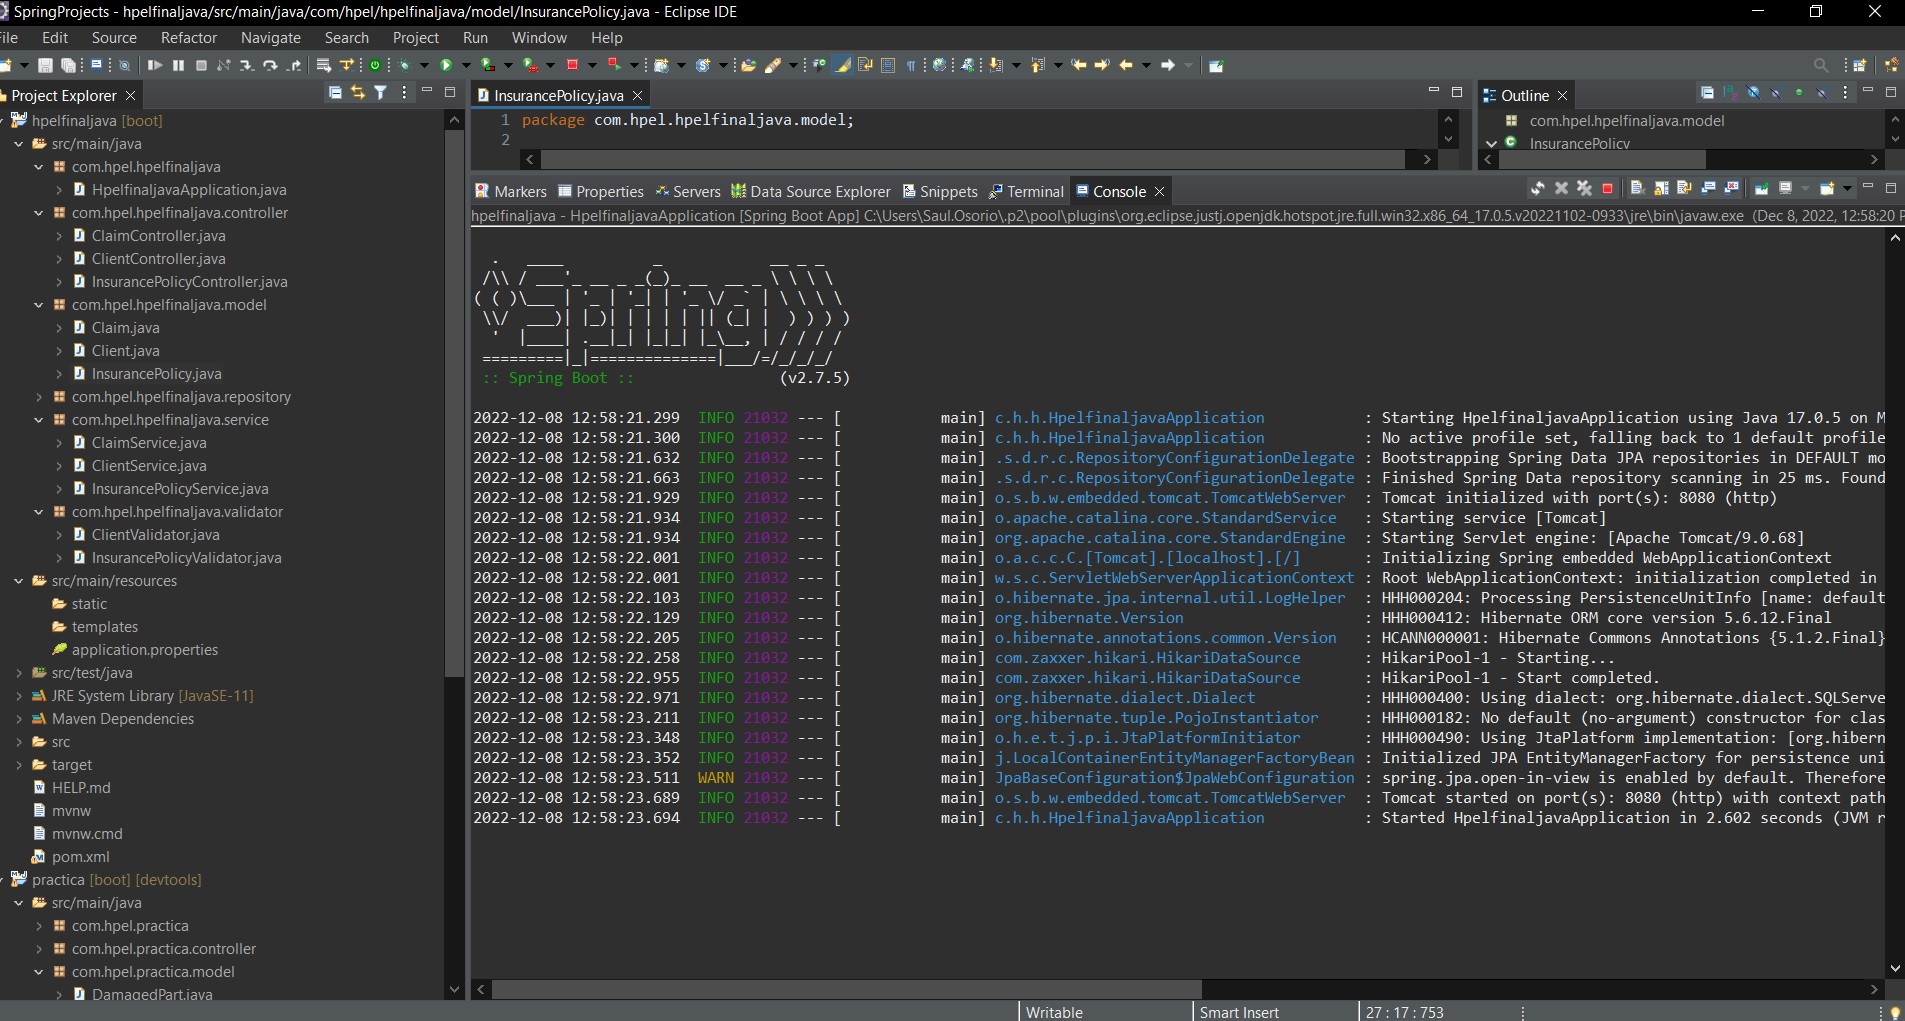 SpringProjects - hpelfinaljava/src/main/java/com/hpel/hpelfinaljava/model/InsurancePolicy.java - Eclipse IDE
File Edit Source Refactor Navigate Search Project Run Window Help
Project Explorer
hpelfinaljava [boot]
src/main/java
com.hpel.hpelfinaljava
HpelfinaljavaApplication.java
com.hpel.hpelfinaljava.controller
ClaimController.java
ClientController.java
InsurancePolicyController.java
com.hpel.hpelfinaljava.model
Claim.java
Client.java
InsurancePolicy.java
com.hpel.hpelfinaljava.repository
com.hpel.hpelfinaljava.service
ClaimService.java
ClientService.java
InsurancePolicyService.java
com.hpel.hpelfinaljava.validator
ClientValidator.java
InsurancePolicyValidator.java
src/main/resources
static
templates
application.properties
src/test/java
JRE System Library [JavaSE-11]
Maven Dependencies
src
target
HELP.md
mvnw
mvnw.cmd
pom.xml
practica [boot] [devtools]
src/main/java
com.hpel.practica
com.hpel.practica.controller
com.hpel.practica.model
DamagedPart.java
InsurancePolicy.java
1 package com.hpel.hpelfinaljava.model;
2
Outline
com.hpel.hpelfinaljava.model
InsurancePolicy
Markers Properties Servers Data Source Explorer Snippets Terminal Console
hpelfinaljava - HpelfinaljavaApplication [Spring Boot App] C:\Users\Saul.Osorio\.p2\pool\plugins\org.eclipse.justj.openjdk.hotspot.jre.full.win32.x86_64_17.0.5.v20221102-0933\jre\bin\javaw.exe (Dec 8, 2022, 12:58:20 P
Spring
:: Spring Boot :: (v2.7.5)
2022-12-08 12:58:21.299 INFO 21032 --- [ main] c.h.h.HpelfinaljavaApplication : Starting HpelfinaljavaApplication using Java 17.0.5 on M
2022-12-08 12:58:21.300 INFO 21032 --- [ main] c.h.h.HpelfinaljavaApplication : No active profile set, falling back to 1 default profile
2022-12-08 12:58:21.632 INFO 21032 --- [ main] .s.d.r.c.RepositoryConfigurationDelegate : Bootstrapping Spring Data JPA repositories in DEFAULT mo
2022-12-08 12:58:21.663 INFO 21032 --- [ main] .s.d.r.c.RepositoryConfigurationDelegate : Finished Spring Data repository scanning in 25 ms. Found
2022-12-08 12:58:21.929 INFO 21032 --- [ main] o.s.b.w.embedded.tomcat.TomcatWebServer : Tomcat initialized with port(s): 8080 (http)
2022-12-08 12:58:21.934 INFO 21032 --- [ main] o.apache.catalina.core.StandardService : Starting service [Tomcat]
2022-12-08 12:58:21.934 INFO 21032 --- [ main] org.apache.catalina.core.StandardEngine : Starting Servlet engine: [Apache Tomcat/9.0.68]
2022-12-08 12:58:22.001 INFO 21032 --- [ main] o.a.c.c.C.[Tomcat].[localhost].[/] : Initializing Spring embedded WebApplicationContext
2022-12-08 12:58:22.001 INFO 21032 --- [ main] w.s.c.ServletWebServerApplicationContext : Root WebApplicationContext: initialization completed in
2022-12-08 12:58:22.103 INFO 21032 --- [ main] o.hibernate.jpa.internal.util.LogHelper : HHH000204: Processing PersistenceUnitInfo [name: default
2022-12-08 12:58:22.129 INFO 21032 --- [ main] org.hibernate.Version : HHH000412: Hibernate ORM core version 5.6.12.Final
2022-12-08 12:58:22.205 INFO 21032 --- [ main] o.hibernate.annotations.common.Version : HCANN000001: Hibernate Commons Annotations {5.1.2.Final}
2022-12-08 12:58:22.258 INFO 21032 --- [ main] com.zaxxer.hikari.HikariDataSource : HikariPool-1 - Starting...
2022-12-08 12:58:22.955 INFO 21032 --- [ main] com.zaxxer.hikari.HikariDataSource : HikariPool-1 - Start completed.
2022-12-08 12:58:22.971 INFO 21032 --- [ main] org.hibernate.dialect.Dialect : HHH000400: Using dialect: org.hibernate.dialect.SQLServe
2022-12-08 12:58:23.211 INFO 21032 --- [ main] org.hibernate.tuple.PojoInstantiator : HHH000182: No default (no-argument) constructor for clas
2022-12-08 12:58:23.348 INFO 21032 --- [ main] o.h.e.t.j.p.i.JtaPlatformInitiator : HHH000490: Using JtaPlatform implementation: [org.hibern
2022-12-08 12:58:23.352 INFO 21032 --- [ main] j.LocalContainerEntityManagerFactoryBean : Initialized JPA EntityManagerFactory for persistence uni
2022-12-08 12:58:23.511 WARN 21032 --- [ main] JpaBaseConfiguration$JpaWebConfiguration : spring.jpa.open-in-view is enabled by default. Therefore
2022-12-08 12:58:23.689 INFO 21032 --- [ main] o.s.b.w.embedded.tomcat.TomcatWebServer : Tomcat started on port(s): 8080 (http) with context path
2022-12-08 12:58:23.694 INFO 21032 --- [ main] c.h.h.HpelfinaljavaApplication : Started HpelfinaljavaApplication in 2.602 seconds (JVM r
Writable Smart Insert 27 : 17 : 753